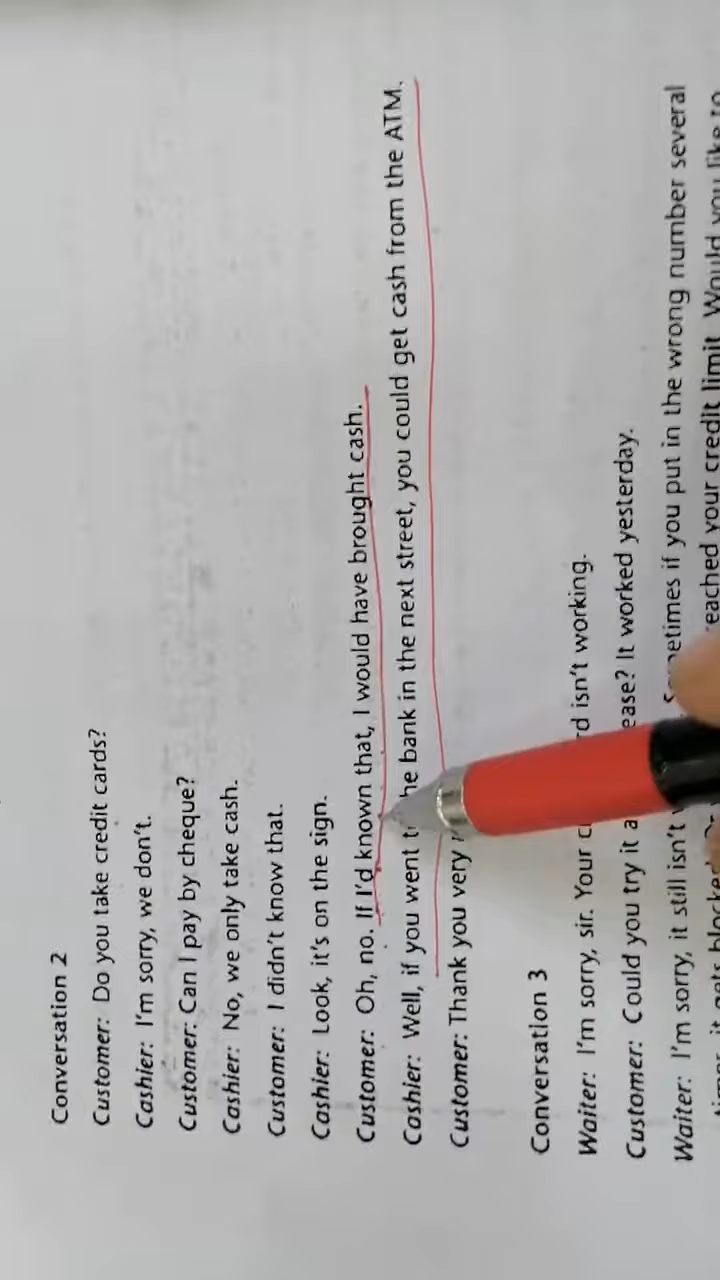 Conversation 2
Customer: Do you take credit cards?
Cashier: I'm sorry, we don't.
Customer: Can I pay by cheque?
Cashier: No, we only take cash.
Customer: I didn't know that.
Cashier: Look, it's on the sign.
Customer: Oh, no. If I'd known that, I would have brought cash.
Cashier: Well, if you went to the bank in the next street, you could get cash from the ATM.
Customer: Thank you very
Conversation 3
Waiter: I'm sorry, sir. Your isn't working.
Customer: Could you try it It worked yesterday.
Waiter: I'm sorry, it still isn't if you put in the wrong number several
your credit limit. Would you like to